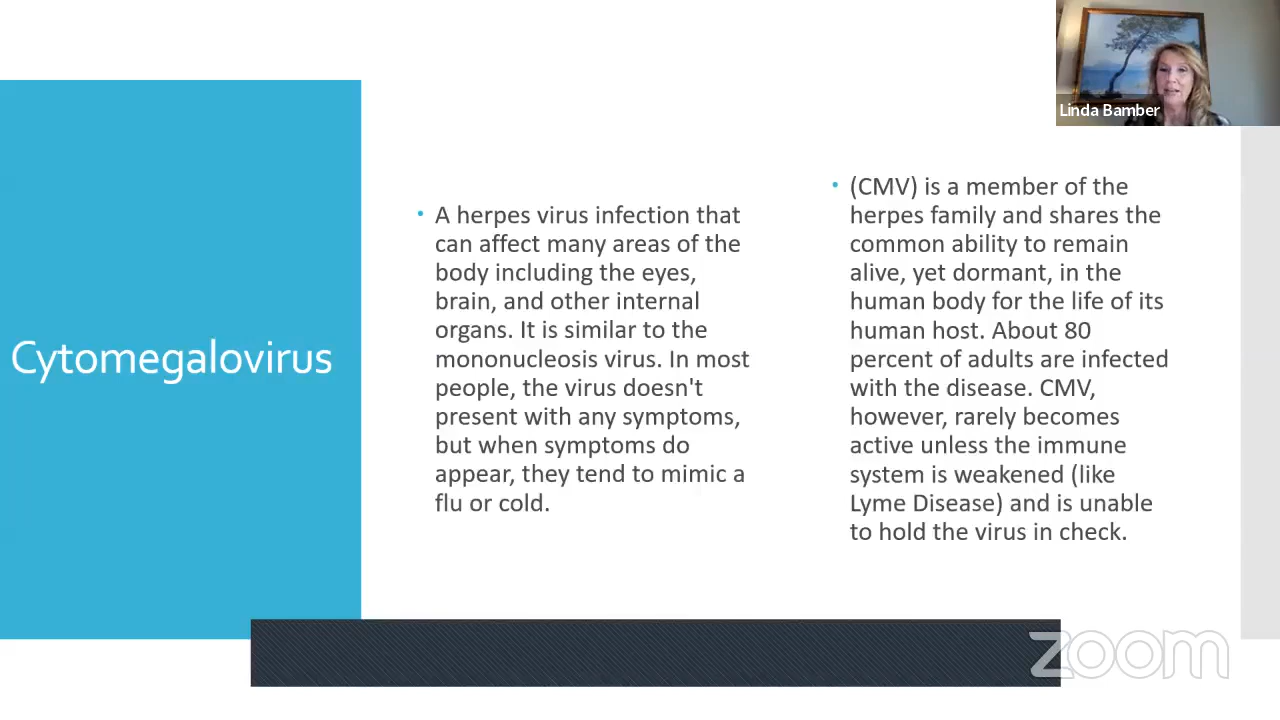 Linda Bamber
Cytomegalovirus
• A herpes virus infection that
can affect many areas of the
body including the eyes,
brain, and other internal
organs. It is similar to the
mononucleosis virus. In most
people, the virus doesn't
present with any symptoms,
but when symptoms do
appear, they tend to mimic a
flu or cold.
• (CMV) is a member of the
herpes family and shares the
common ability to remain
alive, yet dormant, in the
human body for the life of its
human host. About 80
percent of adults are infected
with the disease. CMV,
however, rarely becomes
active unless the immune
system is weakened (like
Lyme Disease) and is unable
to hold the virus in check.
zoom